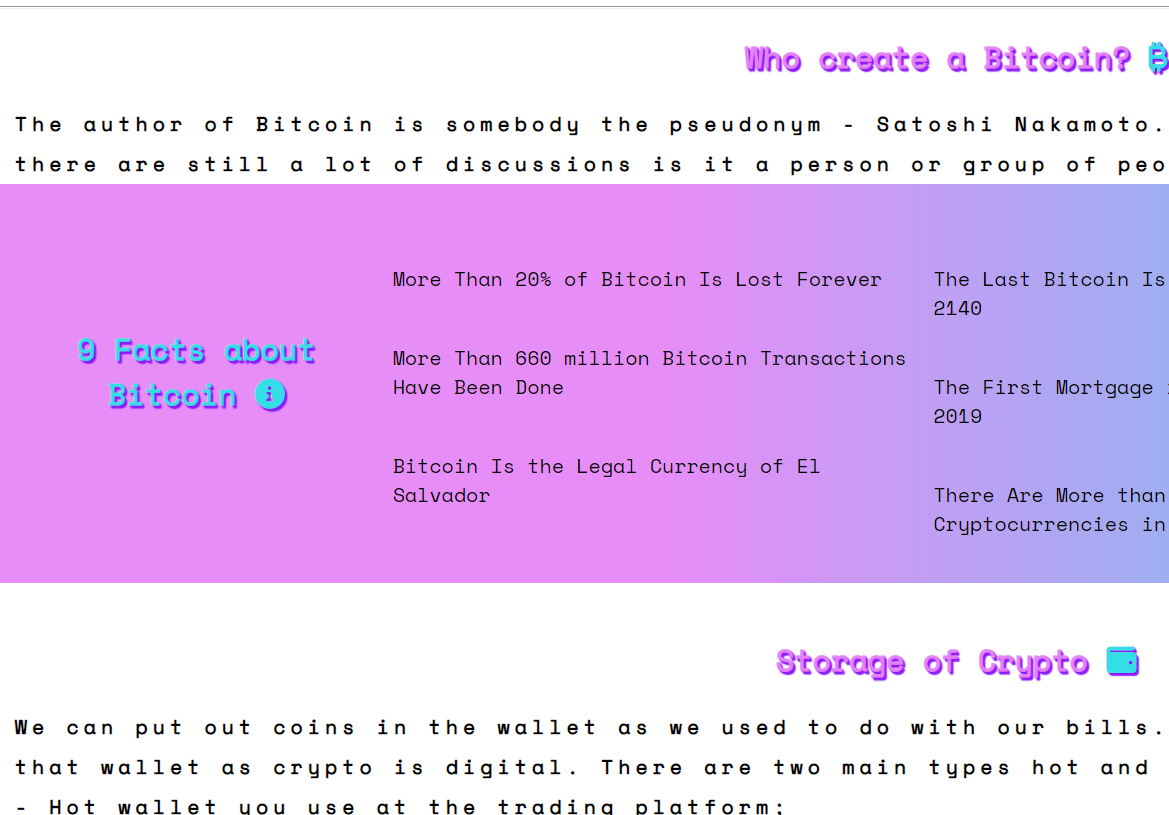 Who create a Bitcoin?
The author of Bitcoin is somebody the pseudonym - Satoshi Nakamoto.
there are still a lot of discussions is it a person or group of peo
9 Facts about
Bitcoin
More Than 20% of Bitcoin Is Lost Forever
More Than 660 million Bitcoin Transactions
Have Been Done
Bitcoin Is the Legal Currency of El
Salvador
The Last Bitcoin Is
2140
The First Mortgage
2019
There Are More than
Cryptocurrencies in
Storage of Crypto
We can put out coins in the wallet as we used to do with our bills.
that wallet as crypto is digital. There are two main types hot and
- Hot wallet you use at the trading platform;